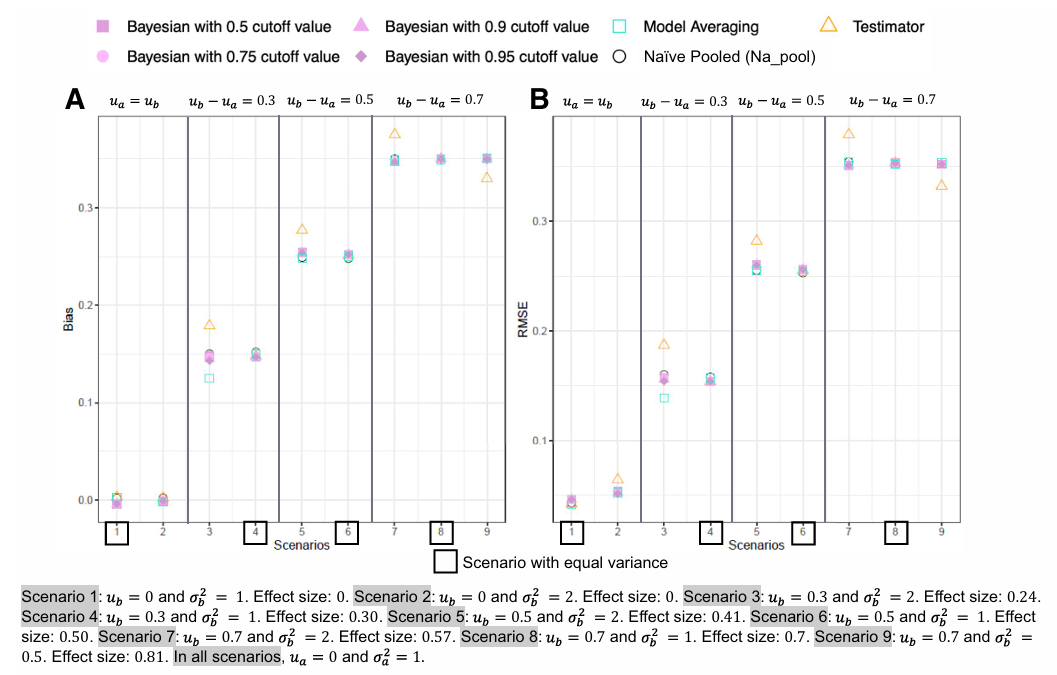 Bayesian with 0.5 cutoff value Bayesian with 0.9 cutoff value Model Averaging Testimator
Bayesian with 0.75 cutoff value Bayesian with 0.95 cutoff value Naïve Pooled (Na_pool)
A
u_a = u_b u_b − u_a = 0.3 u_b − u_a = 0.5 u_b − u_a = 0.7
Bias
0.3
0.2
0.1
0.0
1 2 3 4 5 6 7 8 9
Scenarios
B
u_a = u_b u_b − u_a = 0.3 u_b − u_a = 0.5 u_b − u_a = 0.7
RMSE
0.3
0.2
0.1
1 2 3 4 5 6 7 8 9
Scenarios
Scenario with equal variance
Scenario 1: u_b = 0 and σ_b^2 = 1. Effect size: 0. Scenario 2: u_b = 0 and σ_b^2 = 2. Effect size: 0. Scenario 3: u_b = 0.3 and σ_b^2 = 2. Effect size: 0.24.
Scenario 4: u_b = 0.3 and σ_b^2 = 1. Effect size: 0.30. Scenario 5: u_b = 0.5 and σ_b^2 = 2. Effect size: 0.41. Scenario 6: u_b = 0.5 and σ_b^2 = 1. Effect
size: 0.50. Scenario 7: u_b = 0.7 and σ_b^2 = 2. Effect size: 0.57. Scenario 8: u_b = 0.7 and σ_b^2 = 1. Effect size: 0.7. Scenario 9: u_b = 0.7 and σ_b^2 =
0.5. Effect size: 0.81. In all scenarios, u_a = 0 and σ_a^2 = 1.